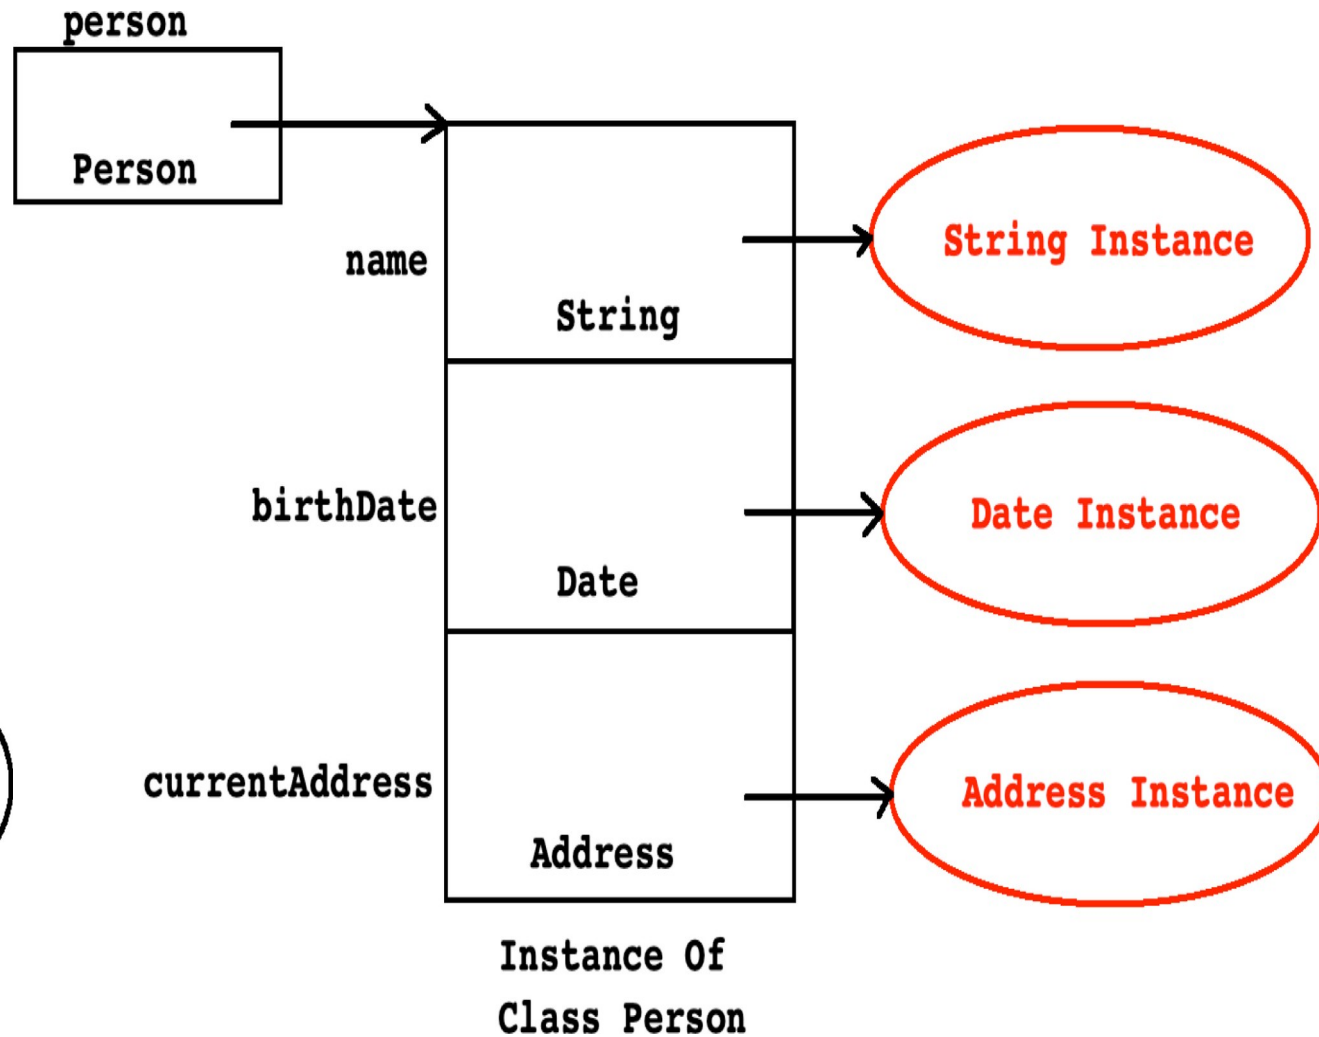 person
Person
name
String
String Instance
birthDate
Date
Date Instance
currentAddress
Address
Address Instance
Instance Of
Class Person